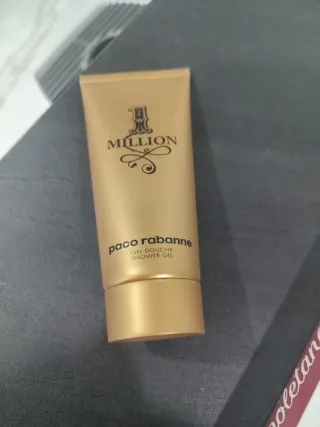 1
MILLION
paco rabanne
GEL DOUCHE
SHOWER GEL